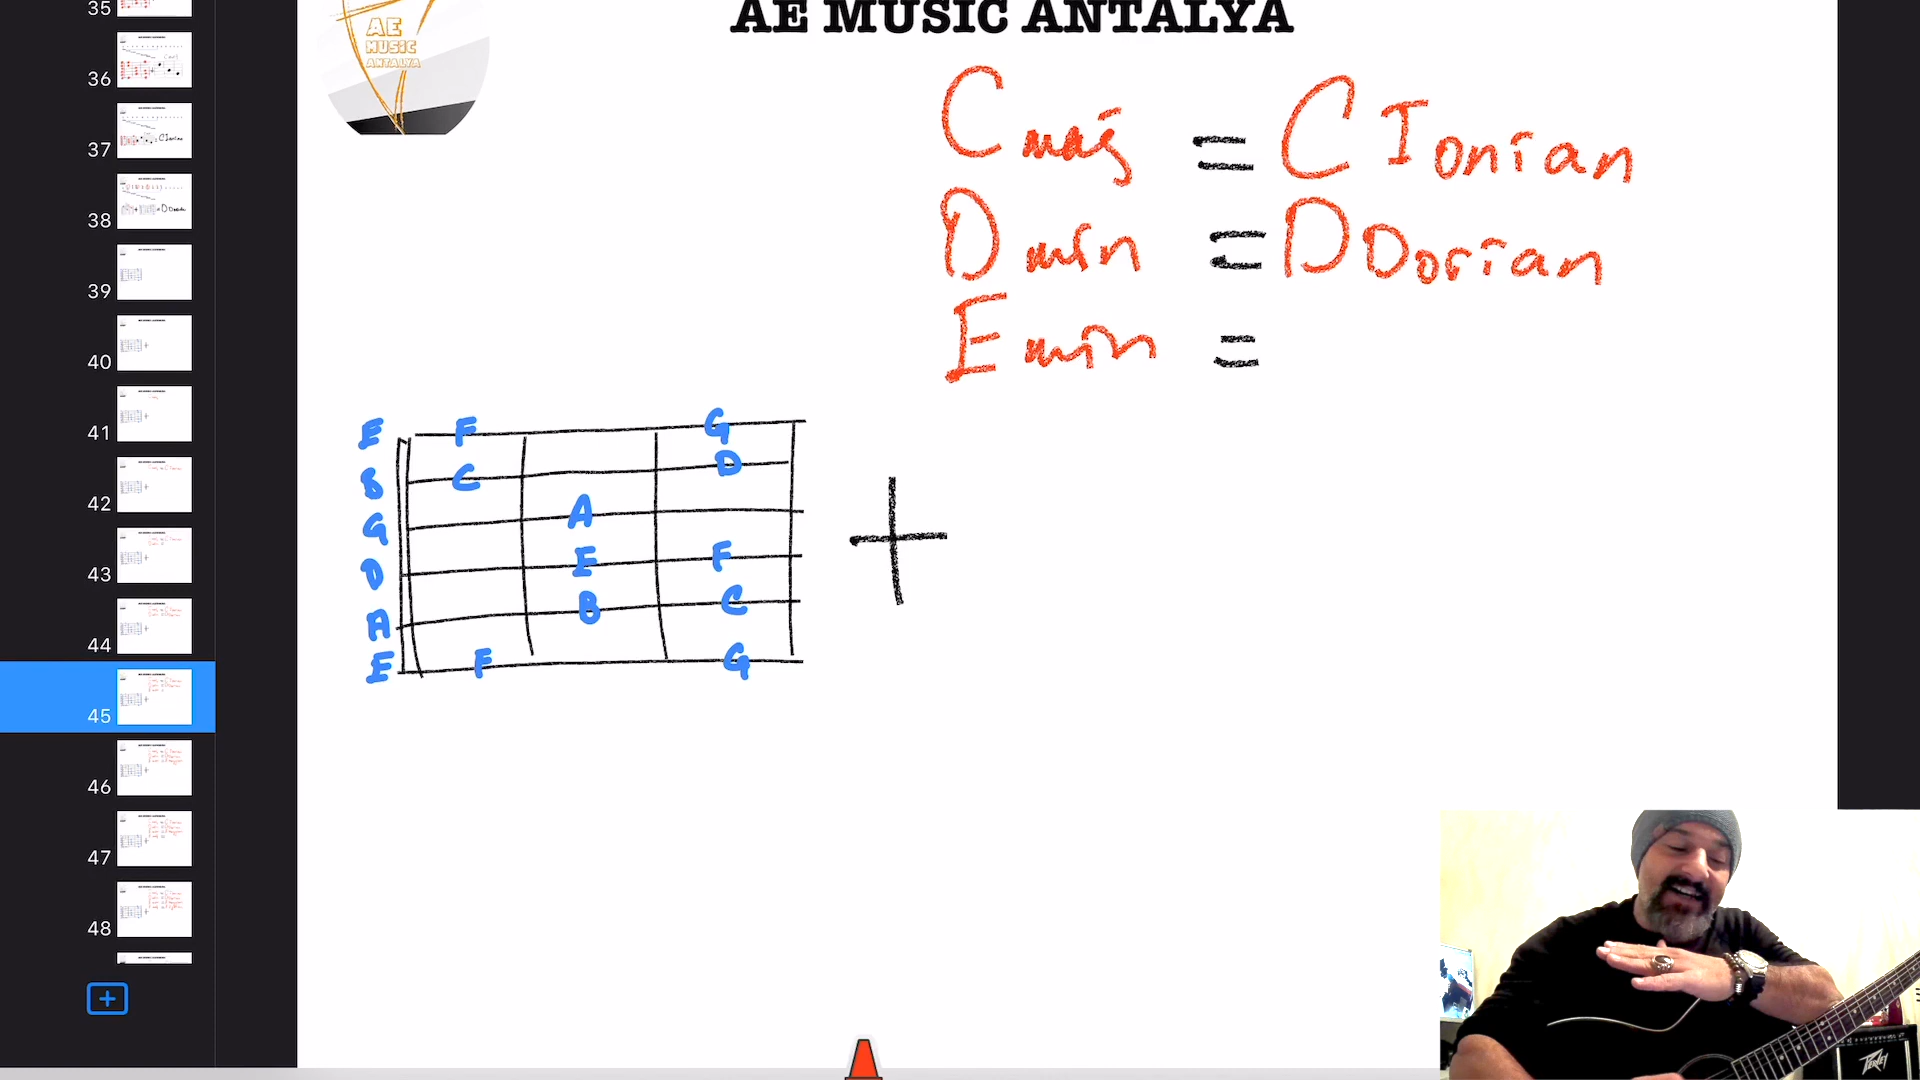 35
36
37
38
39
40
41
42
43
44
45
46
47
48
AE
MUSIC
ANTALYA
AE MUSIC ANTALYA
C maj = C Ionian
D min = D Dorian
E min =
E F G
B C D
G A
D E F
A B C
E F G
+
PEAVEY